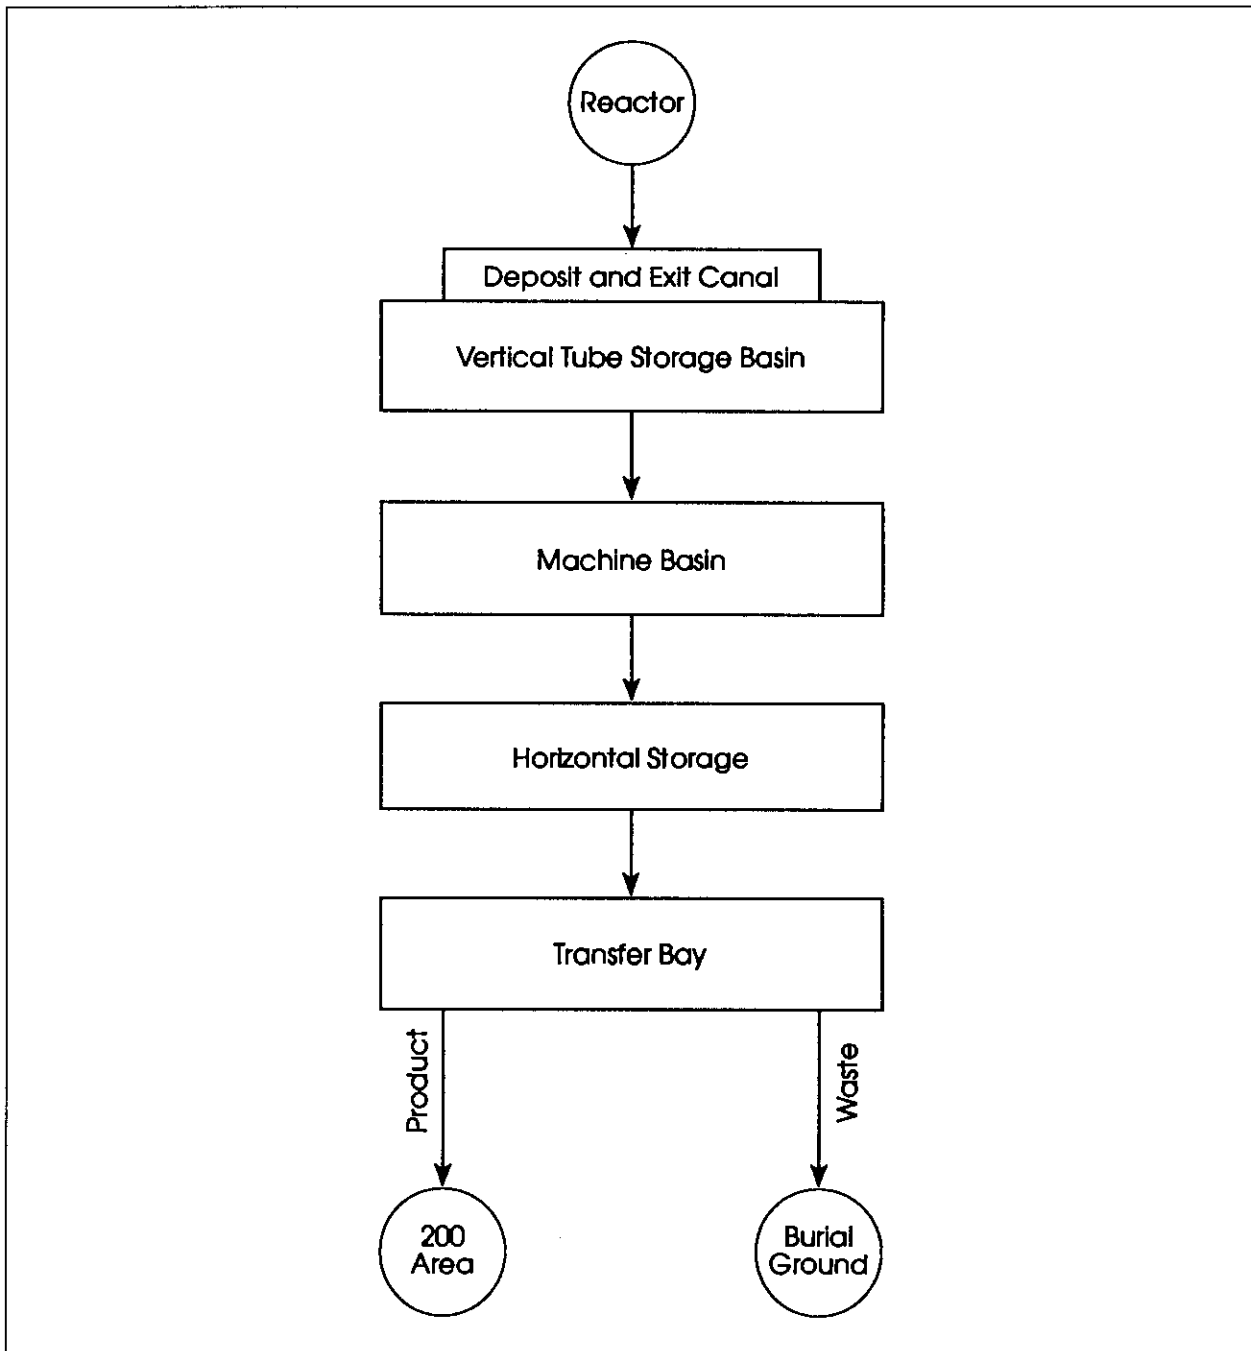 Reactor
Deposit and Exit Canal
Vertical Tube Storage Basin
Machine Basin
Horizontal Storage
Transfer Bay
Product
Waste
200
Area
Burial
Ground